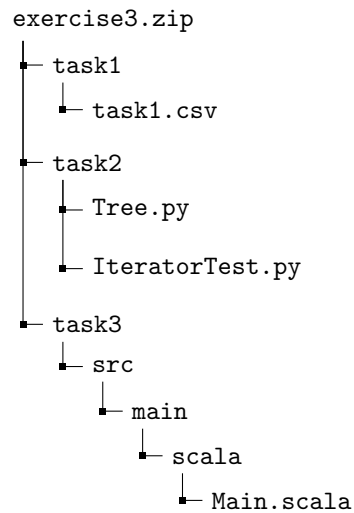 exercise3.zip
task1
task1.csv
task2
Tree.py
IteratorTest.py
task3
src
main
scala
Main.scala